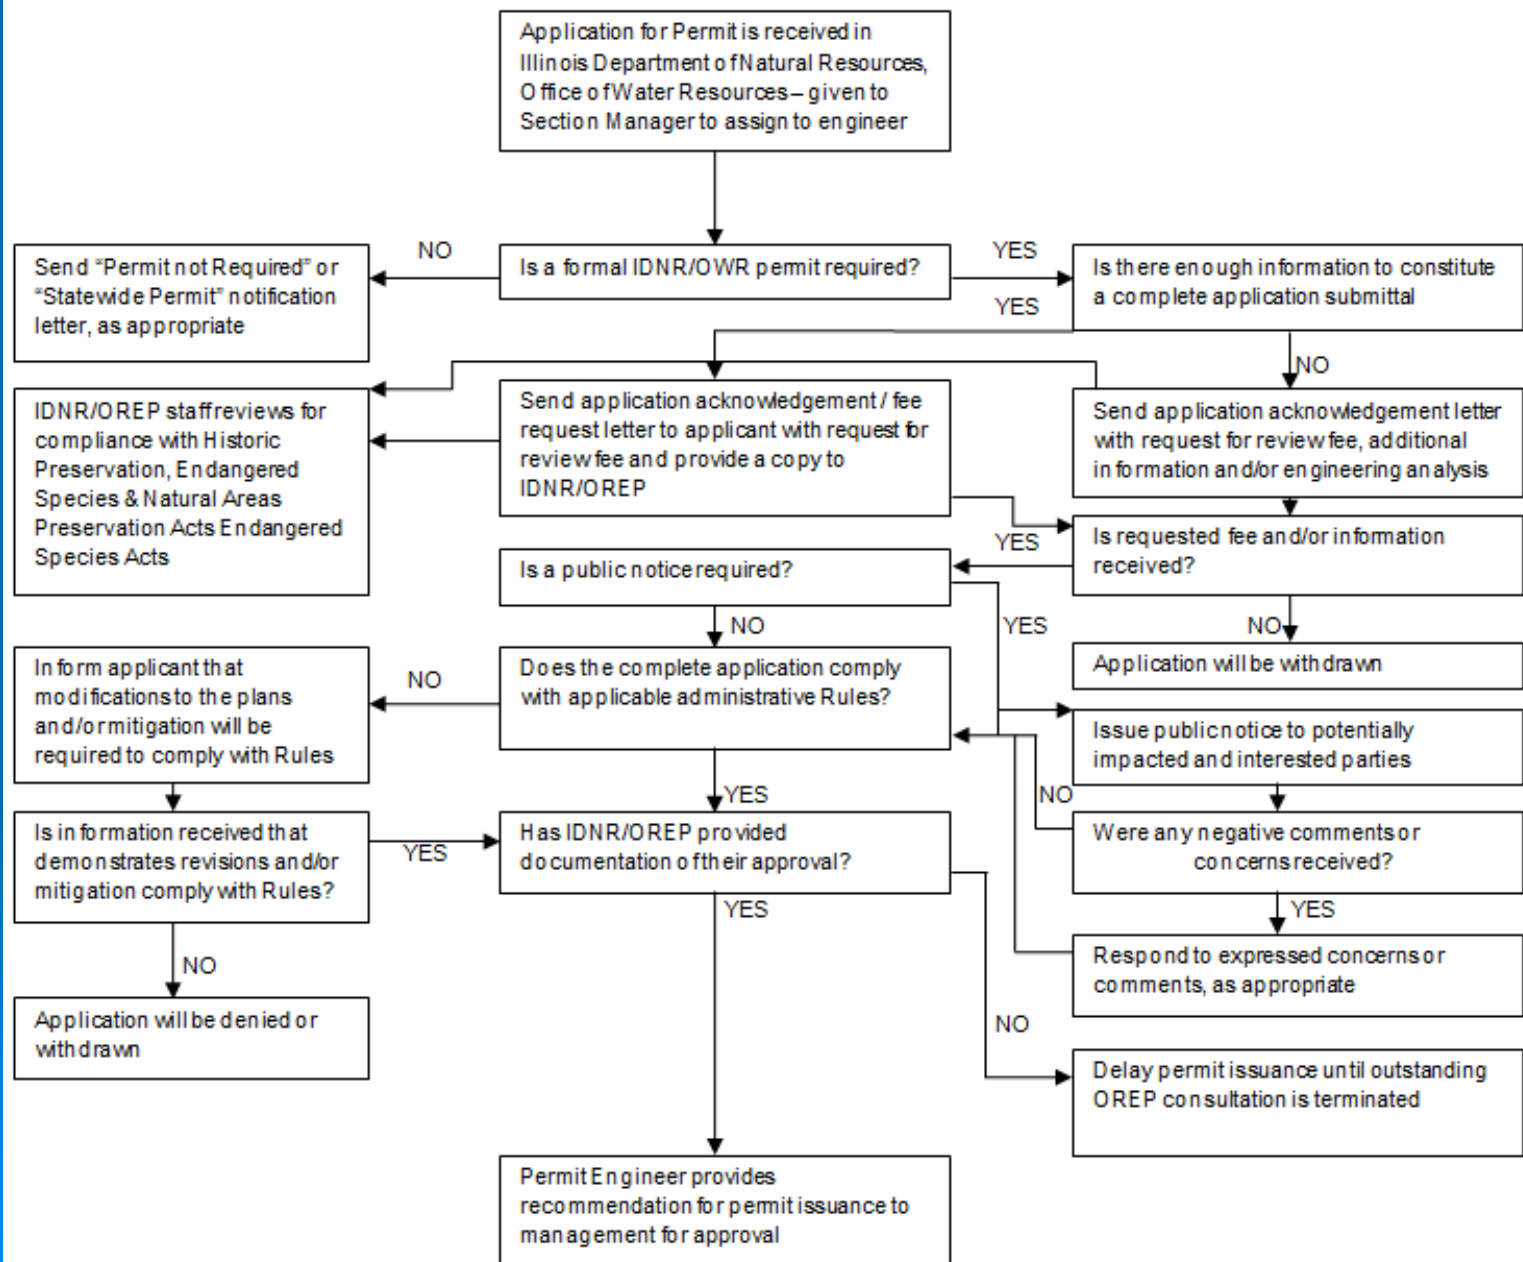 Application for Permit is received in
Illinois Department of Natural Resources,
Office of Water Resources – given to
Section Manager to assign to engineer
NO
YES
Send “Permit not Required” or
“Statewide Permit” notification
letter, as appropriate
Is a formal IDNR/OWR permit required?
Is there enough information to constitute
a complete application submittal
YES
NO
IDNR/OREP staff reviews for
compliance with Historic
Preservation, Endangered
Species & Natural Areas
Preservation Acts Endangered
Species Acts
Send application acknowledgement / fee
request letter to applicant with request for
review fee and provide a copy to
IDNR/OREP
Send application acknowledgement letter
with request for review fee, additional
information and/or engineering analysis
YES
Is requested fee and/or information
received?
Is a public notice required?
NO
YES
NO
Application will be withdrawn
Inform applicant that
modifications to the plans
and/or mitigation will be
required to comply with Rules
NO
Does the complete application comply
with applicable administrative Rules?
Issue public notice to potentially
impacted and interested parties
YES
NO
Is information received that
demonstrates revisions and/or
mitigation comply with Rules?
YES
Has IDNR/OREP provided
documentation of their approval?
Were any negative comments or
concerns received?
YES
YES
NO
Respond to expressed concerns or
comments, as appropriate
Application will be denied or
withdrawn
NO
Delay permit issuance until outstanding
OREP consultation is terminated
Permit Engineer provides
recommendation for permit issuance to
management for approval